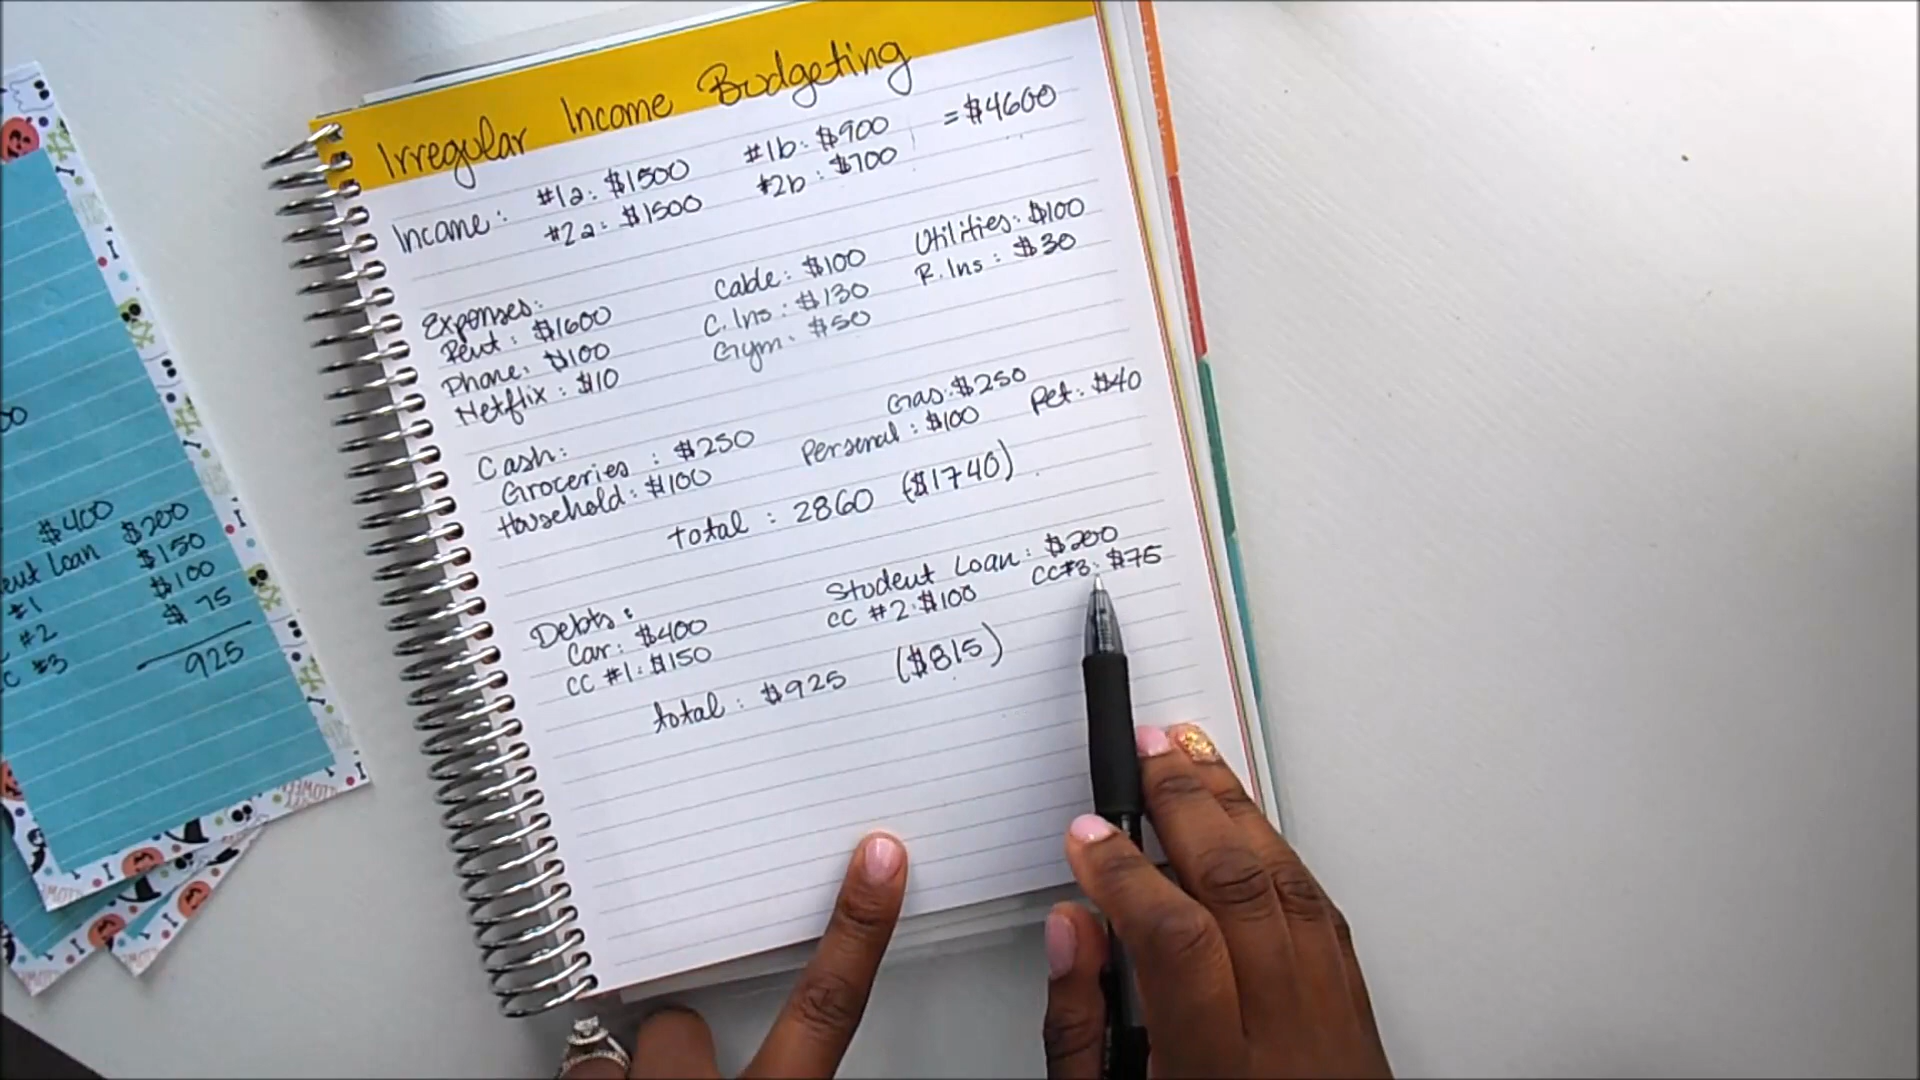 Irregular Income Budgeting
Income: #1a: $1500 #1b: $900 = $4600
#2a: $1500 #2b: $700
Expenses:
Rent: $1600 Cable: $100 Utilities: $100
Phone: $100 C. Ins: $130 R. Ins: $30
Netflix: $10 Gym: $50
Cash:
Groceries: $250 Gas: $250
Household: $100 Personal: $100 Pet: $40
total: 2860 ($1740)
Debts:
Car: $400 Student Loan: $200
CC #1: $150 CC #2: $100 CC#3: $75
total: $925 ($815)
$400
Loan $200
#1 $150
#2 $100
#3 $75
925